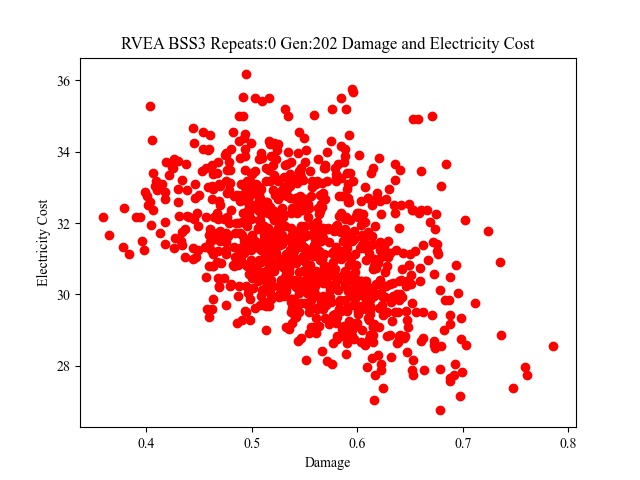 RVEA BSS3 Repeats:0 Gen:202 Damage and Electricity Cost
36
34
32
30
28
Electricity Cost
0.4 0.5 0.6 0.7 0.8
Damage